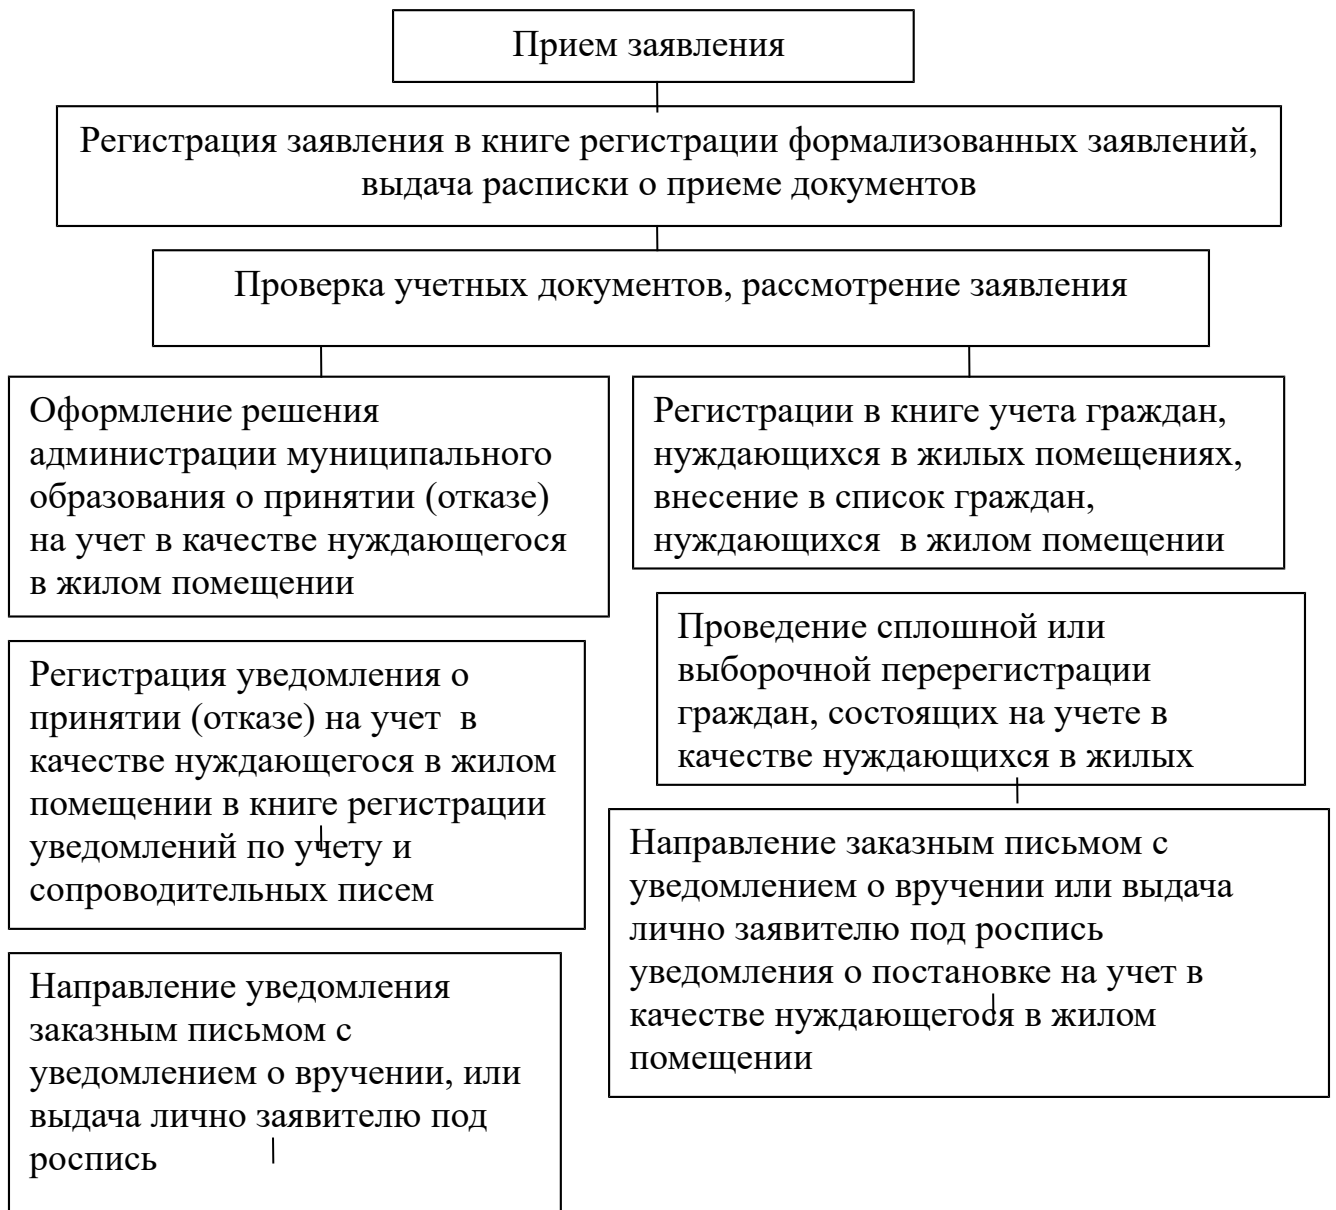 Прием заявления
Регистрация заявления в книге регистрации формализованных заявлений,
выдача расписки о приеме документов
Проверка учетных документов, рассмотрение заявления
Оформление решения
администрации муниципального
образования о принятии (отказе)
на учет в качестве нуждающегося
в жилом помещении
Регистрации в книге учета граждан,
нуждающихся в жилых помещениях,
внесение в список граждан,
нуждающихся  в жилом помещении
Регистрация уведомления о
принятии (отказе) на учет  в
качестве нуждающегося в жилом
помещении в книге регистрации
уведомлений по учету и
сопроводительных писем
Проведение сплошной или
выборочной перерегистрации
граждан, состоящих на учете в
качестве нуждающихся в жилых
Направление заказным письмом с
уведомлением о вручении или выдача
лично заявителю под роспись
уведомления о постановке на учет в
качестве нуждающегося в жилом
помещении
Направление уведомления
заказным письмом с
уведомлением о вручении, или
выдача лично заявителю под
роспись